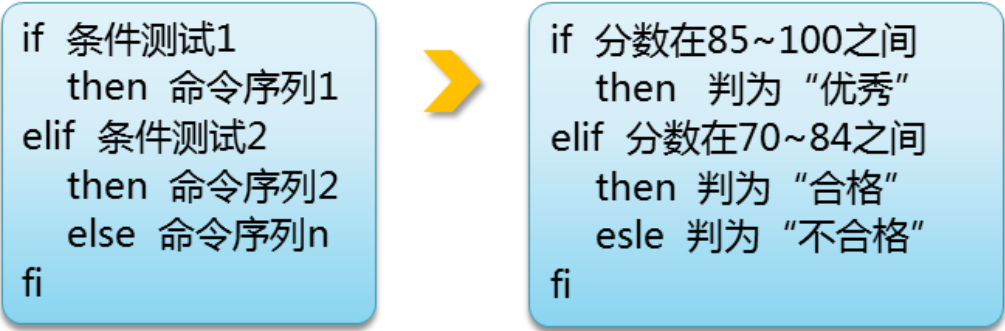 if 条件测试1
then 命令序列1
elif 条件测试2
then 命令序列2
else 命令序列n
fi
if 分数在85~100之间
then 判为“优秀”
elif 分数在70~84之间
then 判为“合格”
esle 判为“不合格”
fi